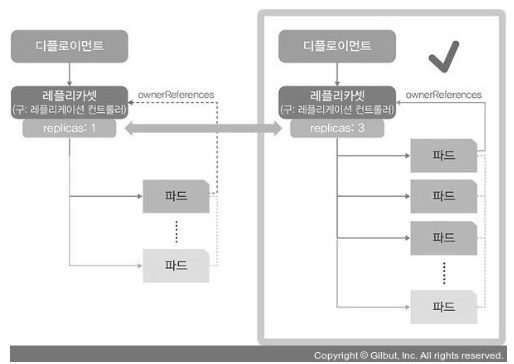 디플로이먼트
레플리카셋
(구: 레플리케이션 컨트롤러)
replicas: 1
ownerReferences
파드
파드
디플로이먼트
레플리카셋
(구: 레플리케이션 컨트롤러)
replicas: 3
ownerReferences
파드
파드
파드
파드
Copyright © Gilbut, Inc. All rights reserved.